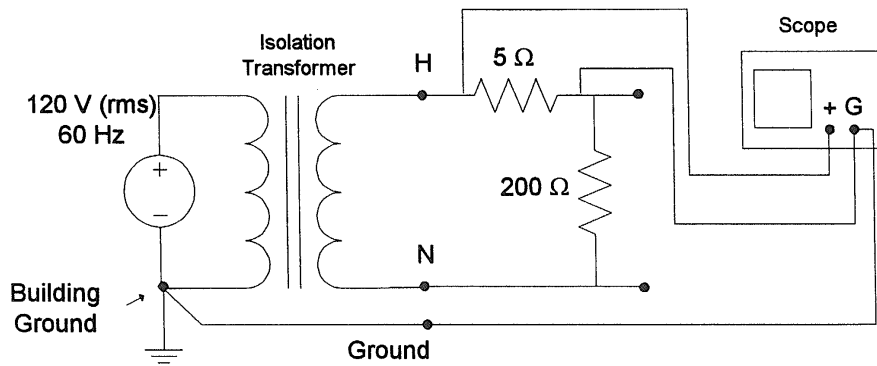 Scope
Isolation
Transformer
H
5 Ω
120 V (rms)
60 Hz
+ G
+
−
200 Ω
N
Building
Ground
Ground